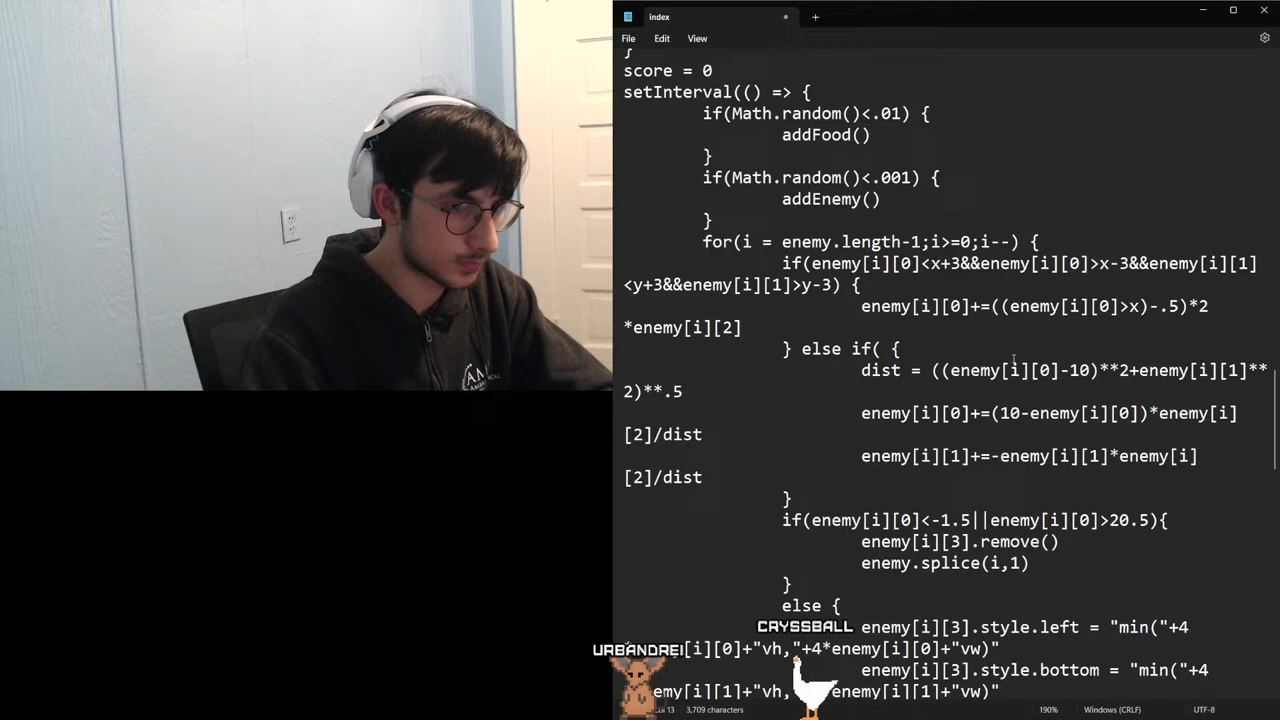 index
File Edit View
}
score = 0
setInterval(() => {
if(Math.random()<.01) {
addFood()
}
if(Math.random()<.001) {
addEnemy()
}
for(i = enemy.length-1;i>=0;i--) {
if(enemy[i][0]<x+3&&enemy[i][0]>x-3&&enemy[i][1]
<y+3&&enemy[i][1]>y-3) {
enemy[i][0]+=((enemy[i][0]>x)-.5)*2
*enemy[i][2]
} else if( {
dist = ((enemy[i][0]-10)**2+enemy[i][1]**
2)**.5
enemy[i][0]+=(10-enemy[i][0])*enemy[i]
[2]/dist
enemy[i][1]+=-enemy[i][1]*enemy[i]
[2]/dist
}
if(enemy[i][0]<-1.5||enemy[i][0]>20.5){
enemy[i][3].remove()
enemy.splice(i,1)
}
else {
CRYSSBALL
enemy[i][3].style.left = "min("+4
URBANDREI
[i][0]+"vh,"+4*enemy[i][0]+"vw)"
enemy[i][3].style.bottom = "min("+4
emy[i][1]+"vh, enemy[i][1]+"vw)"
ol 13 3,709 characters 190% Windows (CRLF) UTF-8